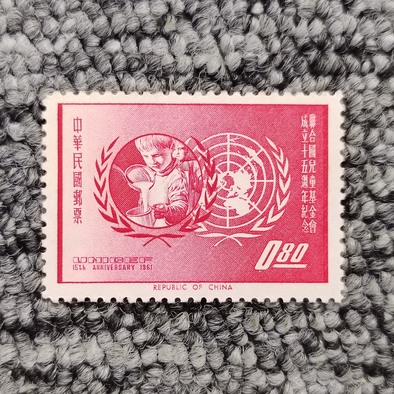 中華民國郵票
聯合國兒童基金會
成立十五週年紀念
UNICEF
15TH ANNIVERSARY 1961
0.80
REPUBLIC OF CHINA